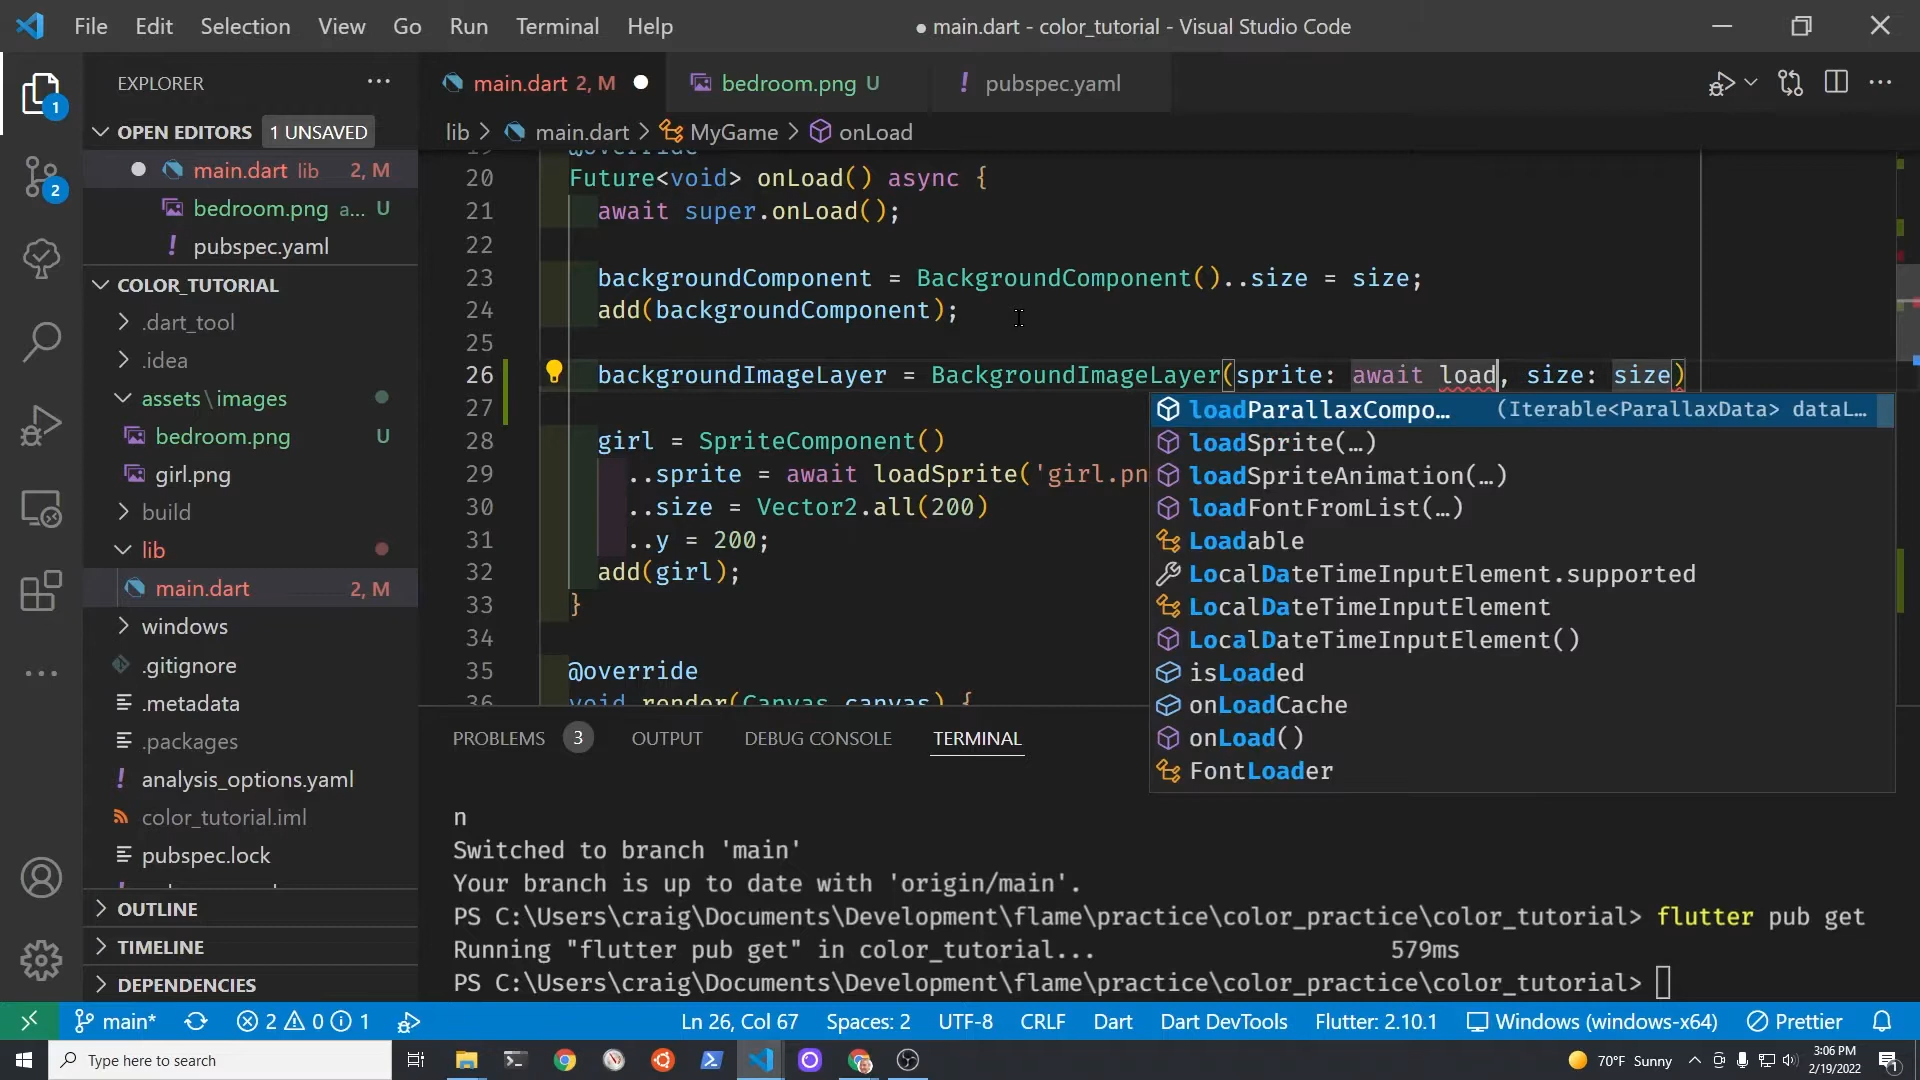 File Edit Selection View Go Run Terminal Help
● main.dart - color_tutorial - Visual Studio Code
EXPLORER
OPEN EDITORS 1 UNSAVED
main.dart lib 2, M
bedroom.png a... U
pubspec.yaml
COLOR_TUTORIAL
.dart_tool
.idea
assets\images
bedroom.png U
girl.png
build
lib
main.dart 2, M
windows
.gitignore
.metadata
.packages
analysis_options.yaml
color_tutorial.iml
pubspec.lock
OUTLINE
TIMELINE
DEPENDENCIES
1
2
main.dart 2, M
bedroom.png U
! pubspec.yaml
lib > main.dart > MyGame > onLoad
@override
20 Future<void> onLoad() async {
21 await super.onLoad();
22
23 backgroundComponent = BackgroundComponent()..size = size;
24 add(backgroundComponent);
25
26 backgroundImageLayer = BackgroundImageLayer(sprite: await load, size: size)
27
28 girl = SpriteComponent()
29 ..sprite = await loadSprite('girl.pn
30 ..size = Vector2.all(200)
31 ..y = 200;
32 add(girl);
33 }
34
35 @override
36 void render(Canvas canvas) {
loadParallaxCompo… (Iterable<ParallaxData> dataL…
loadSprite(…)
loadSpriteAnimation(…)
loadFontFromList(…)
Loadable
LocalDateTimeInputElement.supported
LocalDateTimeInputElement
LocalDateTimeInputElement()
isLoaded
onLoadCache
onLoad()
FontLoader
PROBLEMS 3 OUTPUT DEBUG CONSOLE TERMINAL
n
Switched to branch 'main'
Your branch is up to date with 'origin/main'.
PS C:\Users\craig\Documents\Development\flame\practice\color_practice\color_tutorial> flutter pub get
Running "flutter pub get" in color_tutorial... 579ms
PS C:\Users\craig\Documents\Development\flame\practice\color_practice\color_tutorial>
main* 2 0 1 Ln 26, Col 67 Spaces: 2 UTF-8 CRLF Dart Dart DevTools Flutter: 2.10.1 Windows (windows-x64) Prettier
Type here to search
70°F Sunny
3:06 PM
2/19/2022
1